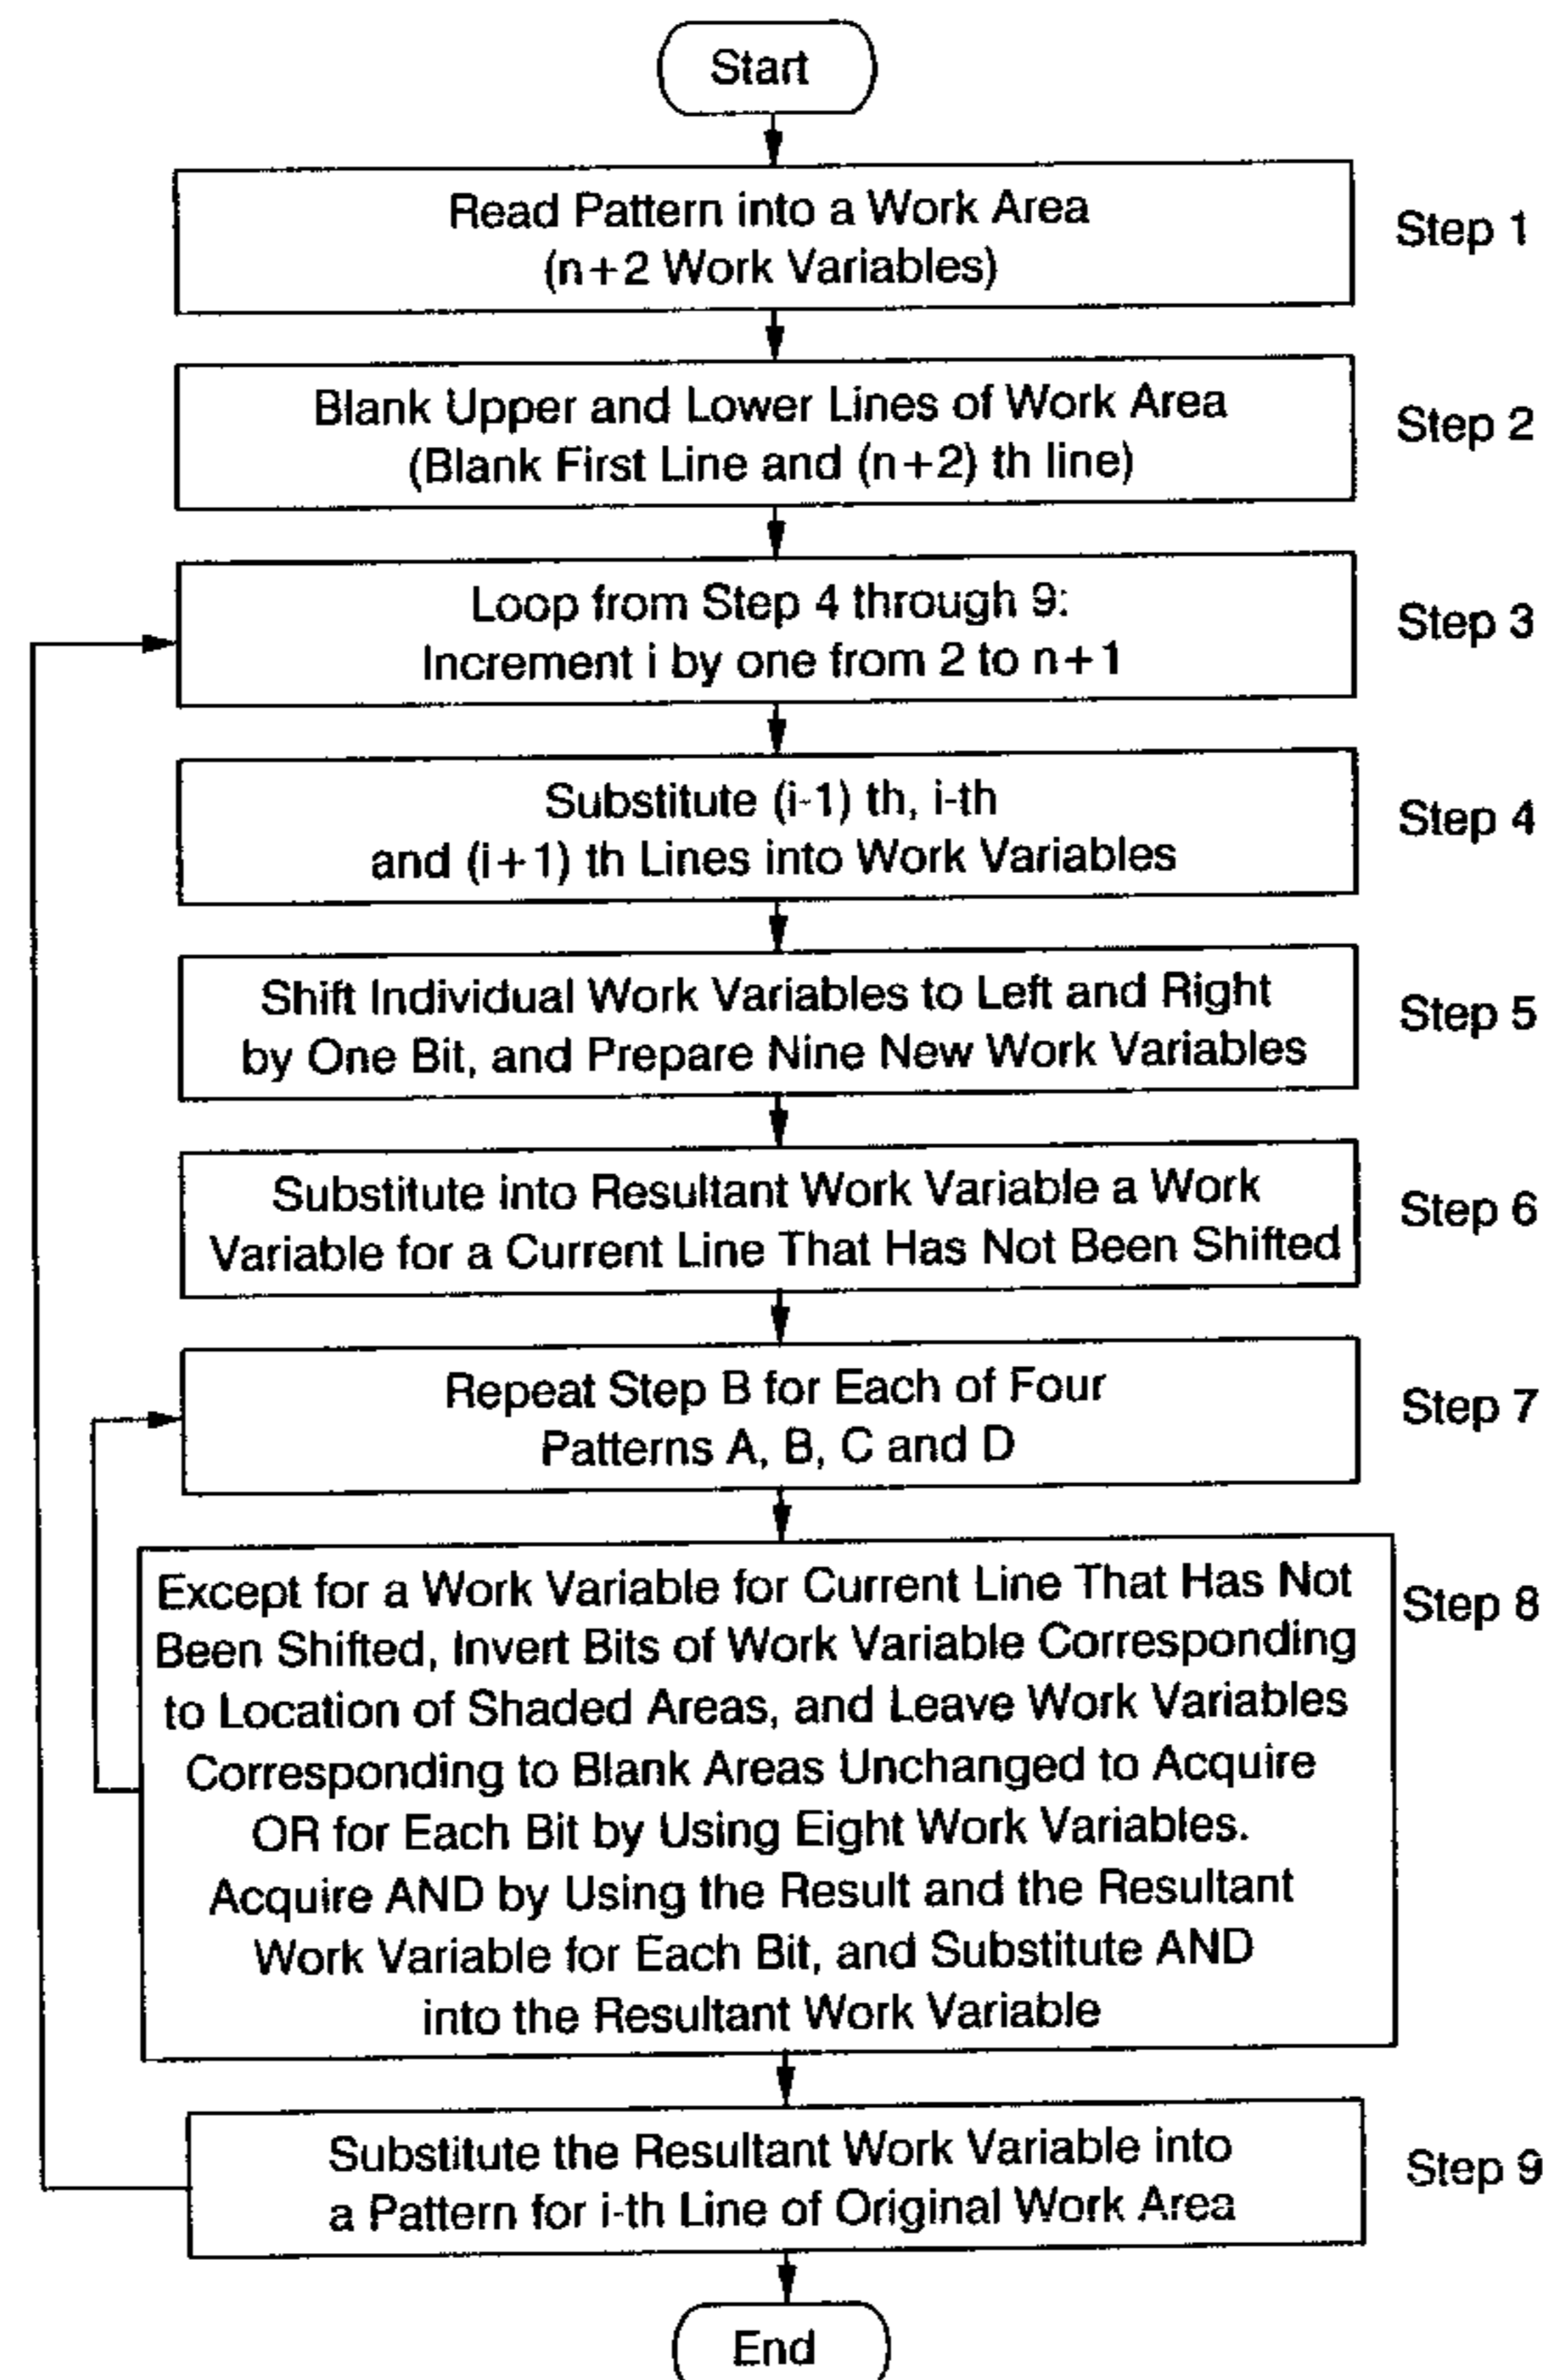 Start
Read Pattern into a Work Area
(n+2 Work Variables)
Step 1
Blank Upper and Lower Lines of Work Area
(Blank First Line and (n+2) th line)
Step 2
Loop from Step 4 through 9:
Increment i by one from 2 to n+1
Step 3
Substitute (i-1) th, i-th
and (i+1) th Lines into Work Variables
Step 4
Shift Individual Work Variables to Left and Right
by One Bit, and Prepare Nine New Work Variables
Step 5
Substitute into Resultant Work Variable a Work
Variable for a Current Line That Has Not Been Shifted
Step 6
Repeat Step B for Each of Four
Patterns A, B, C and D
Step 7
Except for a Work Variable for Current Line That Has Not
Been Shifted, Invert Bits of Work Variable Corresponding
to Location of Shaded Areas, and Leave Work Variables
Corresponding to Blank Areas Unchanged to Acquire
OR for Each Bit by Using Eight Work Variables.
Acquire AND by Using the Result and the Resultant
Work Variable for Each Bit, and Substitute AND
into the Resultant Work Variable
Step 8
Substitute the Resultant Work Variable into
a Pattern for i-th Line of Original Work Area
Step 9
End